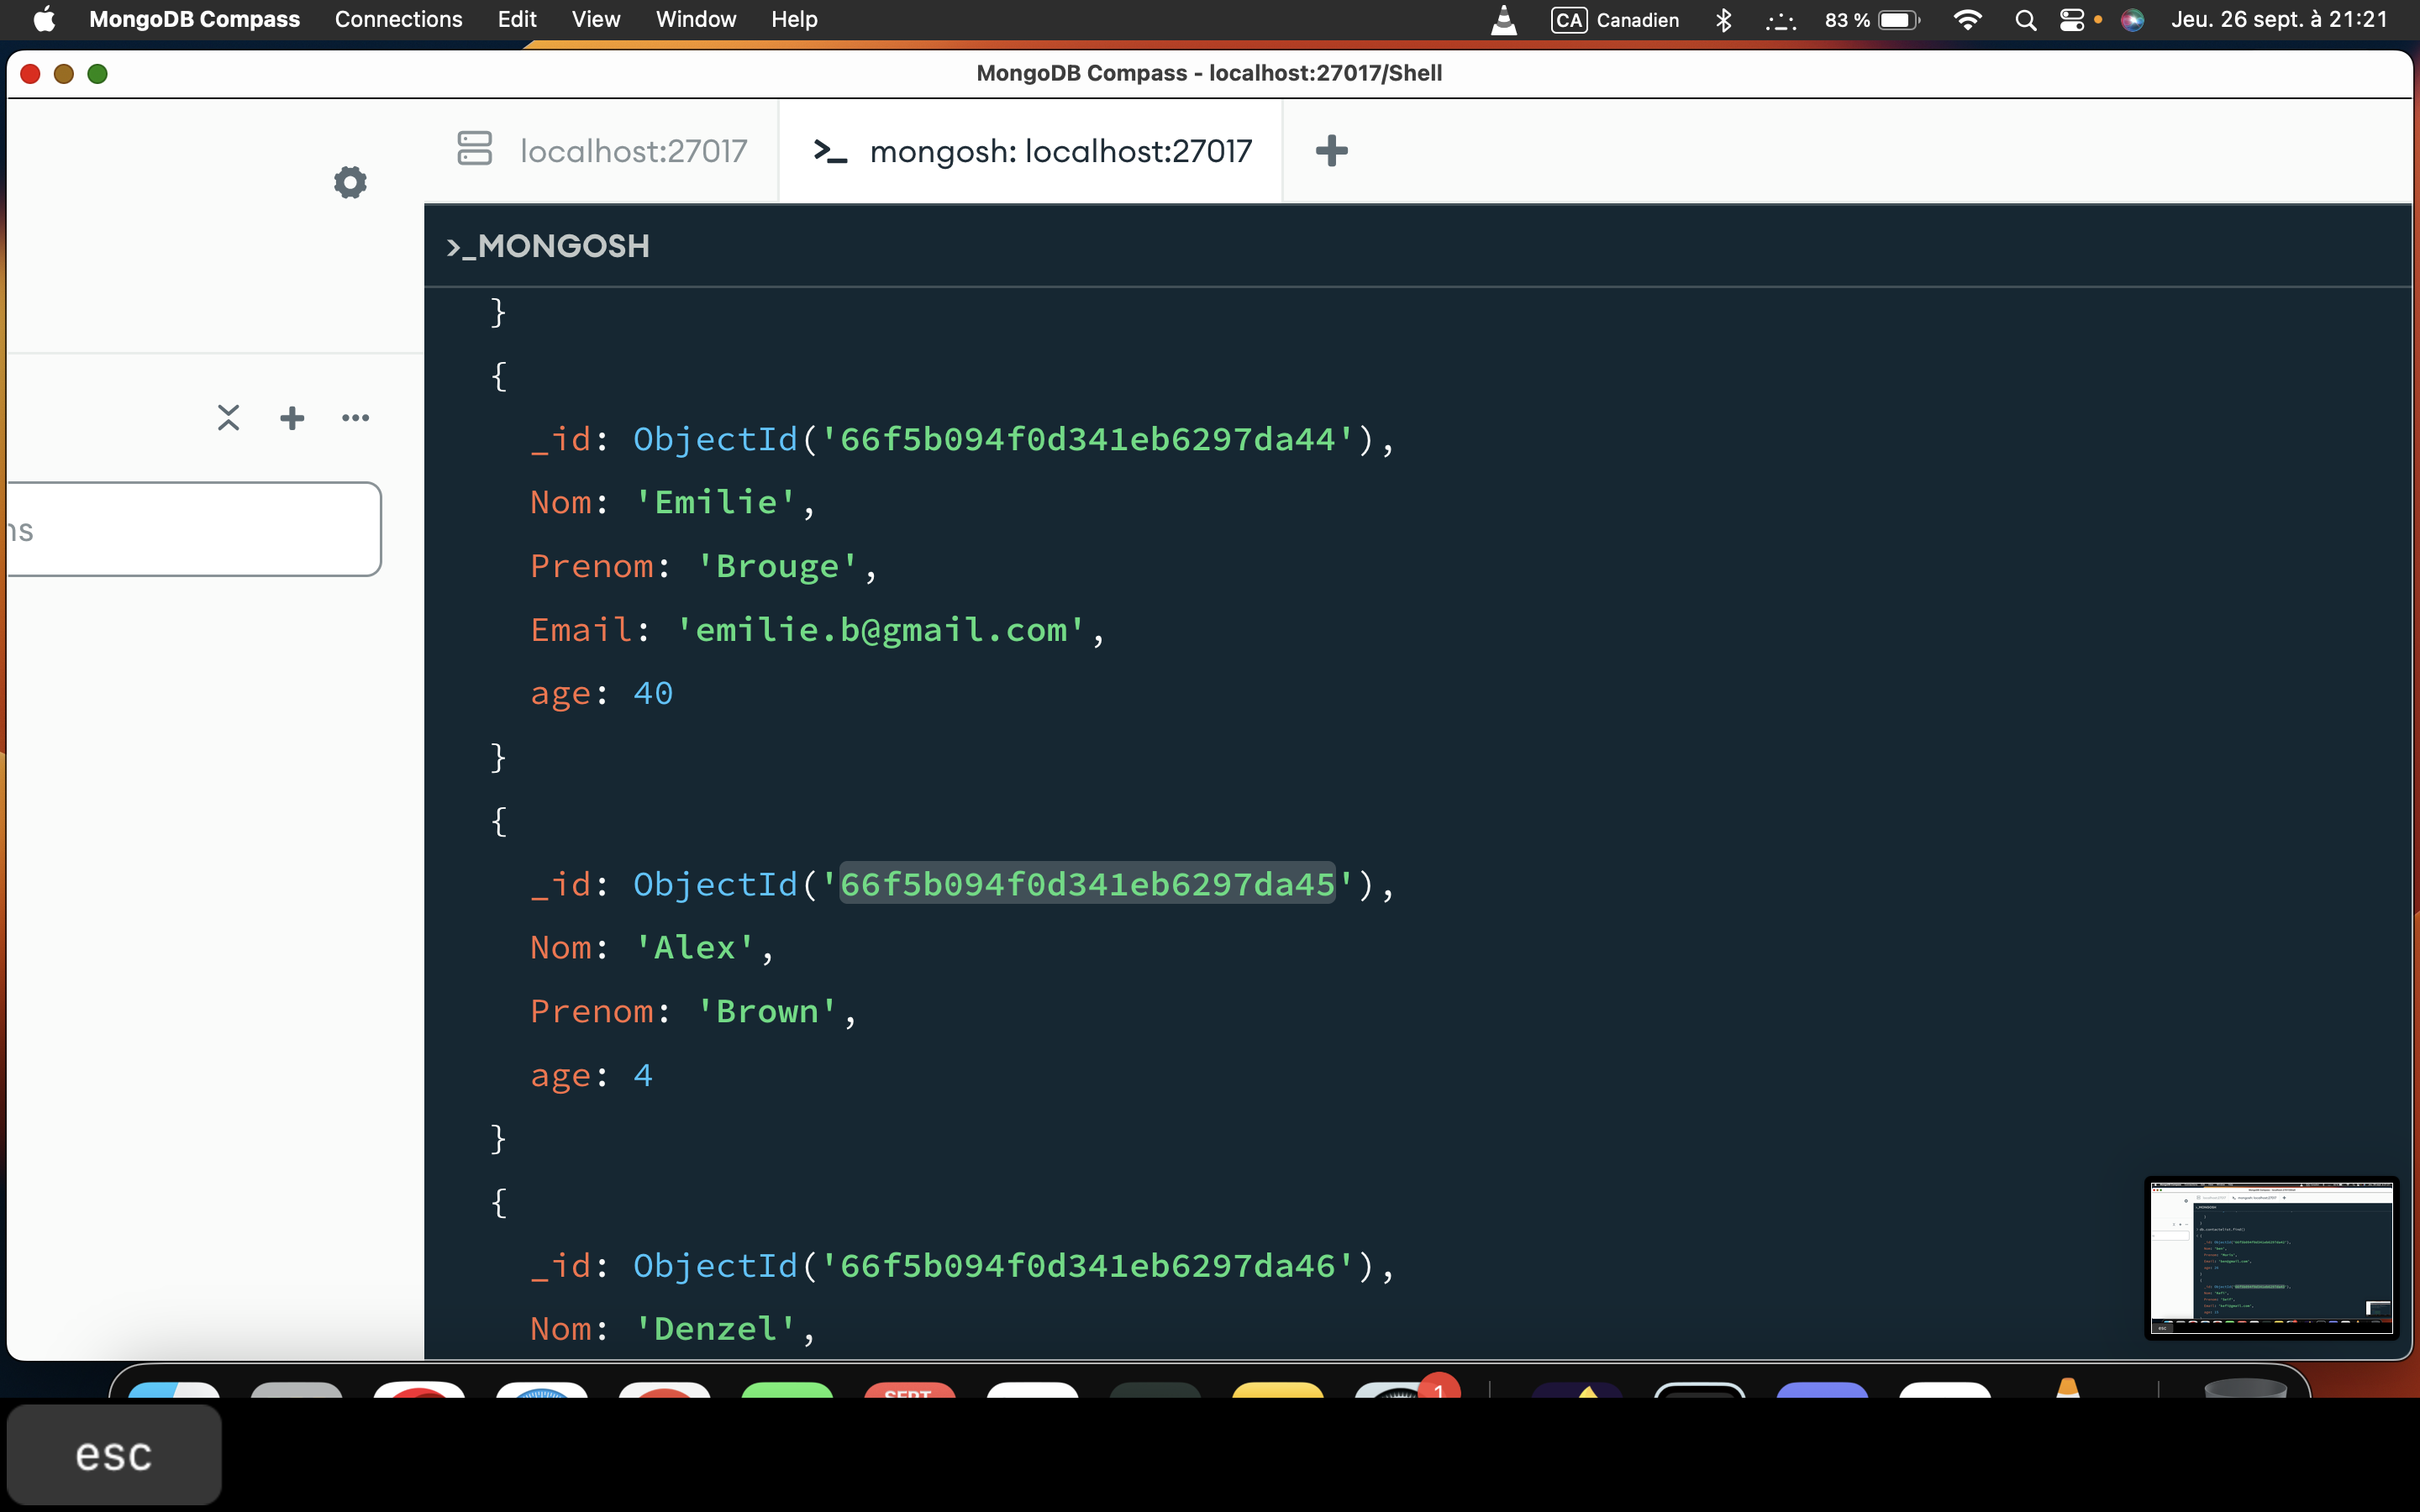 MongoDB Compass Connections Edit View Window Help CA Canadien 83 % Jeu. 26 sept. à 21:21
MongoDB Compass - localhost:27017/Shell
localhost:27017 >_ mongosh: localhost:27017
>_MONGOSH
}
{
_id: ObjectId('66f5b094f0d341eb6297da44'),
Nom: 'Emilie',
ns
Prenom: 'Brouge',
Email: 'emilie.b@gmail.com',
age: 40
}
{
_id: ObjectId('66f5b094f0d341eb6297da45'),
Nom: 'Alex',
Prenom: 'Brown',
age: 4
}
{
_id: ObjectId('66f5b094f0d341eb6297da46'),
Nom: 'Denzel',
SEPT
1
esc